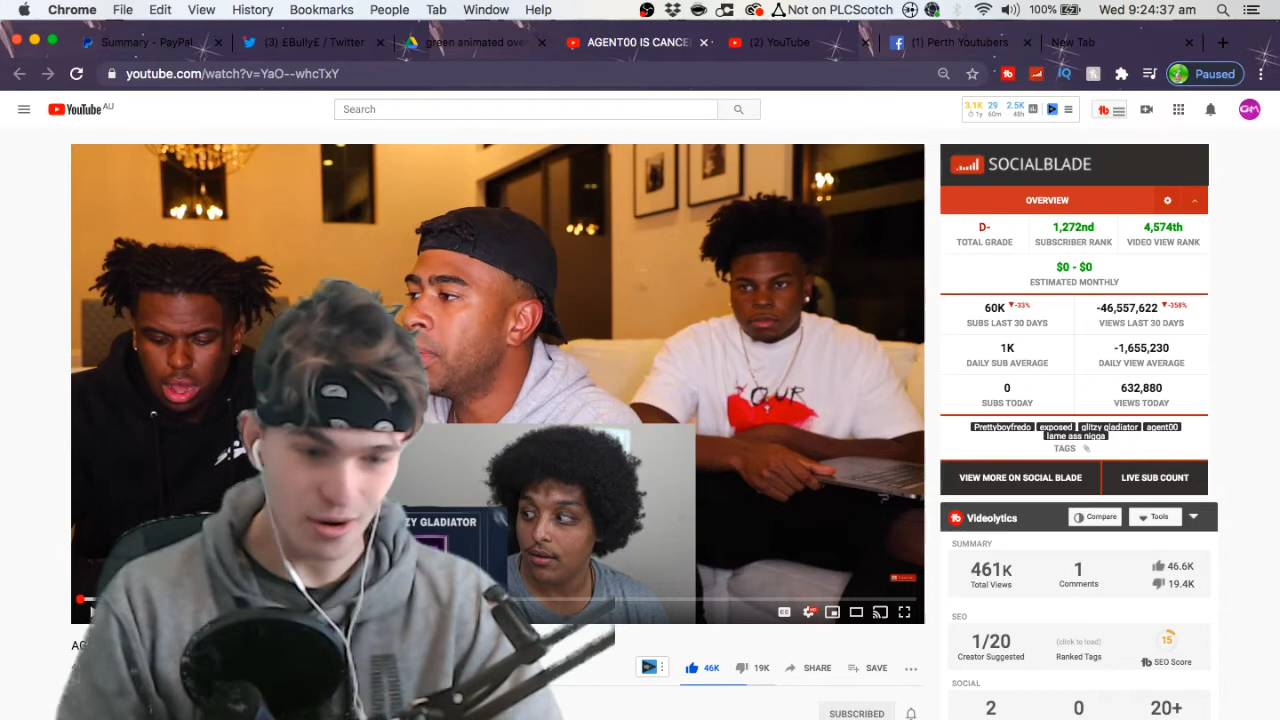 Chrome File Edit View History Bookmarks People Tab Window Help Not on PLCScotch 100% Wed 9:24:37 am
Summary - PayPal × (3) £Bully£ / Twitter × green animated ove × AGENT00 IS CANCE × (2) YouTube × (1) Perth Youtubers × New Tab × +
youtube.com/watch?v=YaO--whcTxY IQ Paused
YouTube AU Search 3.1K 29 2.5K GM
1y 60m 48h
SOCIALBLADE
OVERVIEW
D- 1,272nd 4,574th
TOTAL GRADE SUBSCRIBER RANK VIDEO VIEW RANK
$0 - $0
ESTIMATED MONTHLY
60K -33% -46,557,622 -358%
SUBS LAST 30 DAYS VIEWS LAST 30 DAYS
1K -1,655,230
DAILY SUB AVERAGE DAILY VIEW AVERAGE
0 632,880
SUBS TODAY VIEWS TODAY
Prettyboyfredo exposed glitzy gladiator agent00
lame ass nigga
TAGS
VIEW MORE ON SOCIAL BLADE LIVE SUB COUNT
OUR
ZY GLADIATOR
Videolytics Compare Tools
SUMMARY
461K 1 46.6K
Total Views Comments 19.4K
SEO
1/20 (click to load) 15
Creator Suggested Ranked Tags SEO Score
SOCIAL
2 0 20+
CC HD
AG
46K 19K SHARE SAVE
SUBSCRIBED